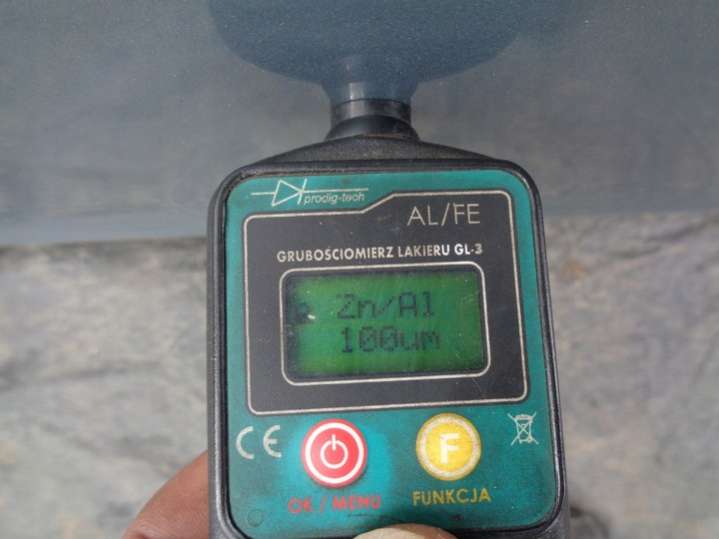 prodig-tech
AL/FE
GRUBOŚCIOMIERZ LAKIERU GL-3
Zn/Al
100um
CE
F
OK / MENU
FUNKCJA